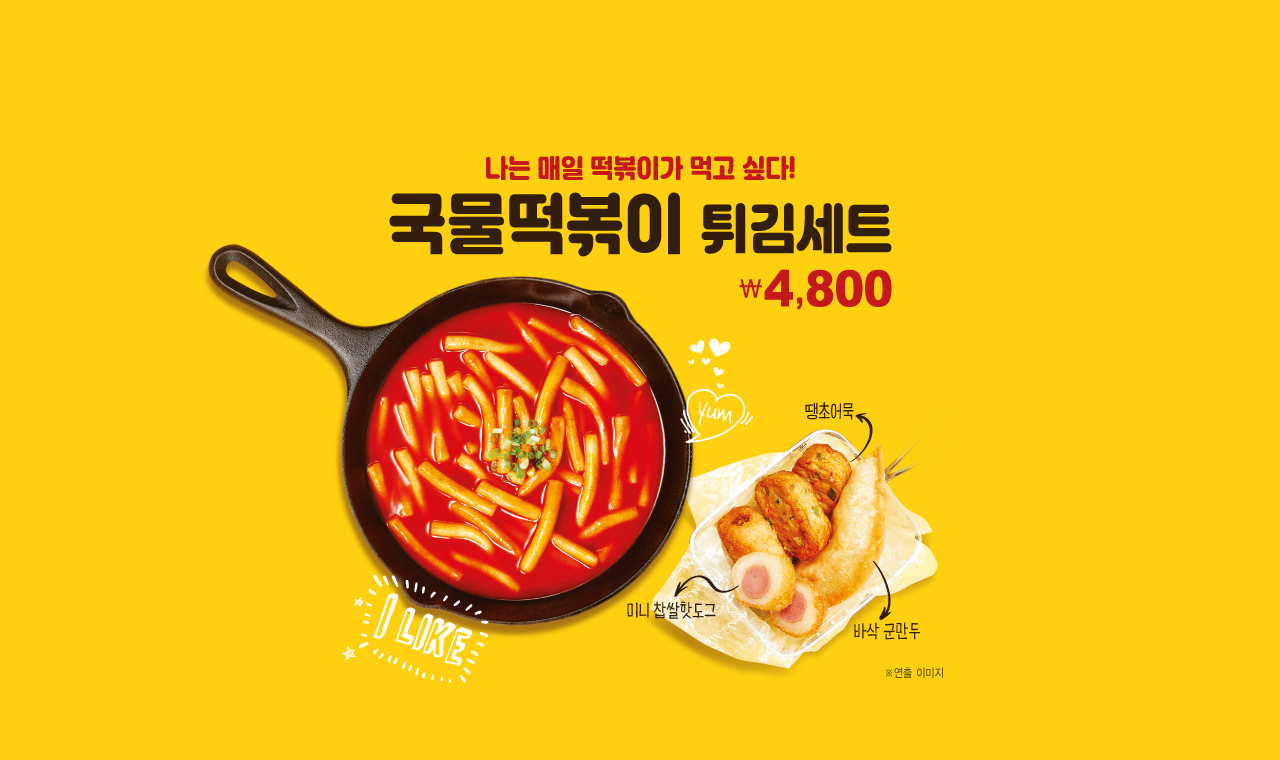 나는 매일 떡볶이가 먹고 싶다!
국물떡볶이 튀김세트
₩4,800
yum
땡초어묵
미니 찹쌀핫도그
바삭 군만두
I LIKE
※연출 이미지